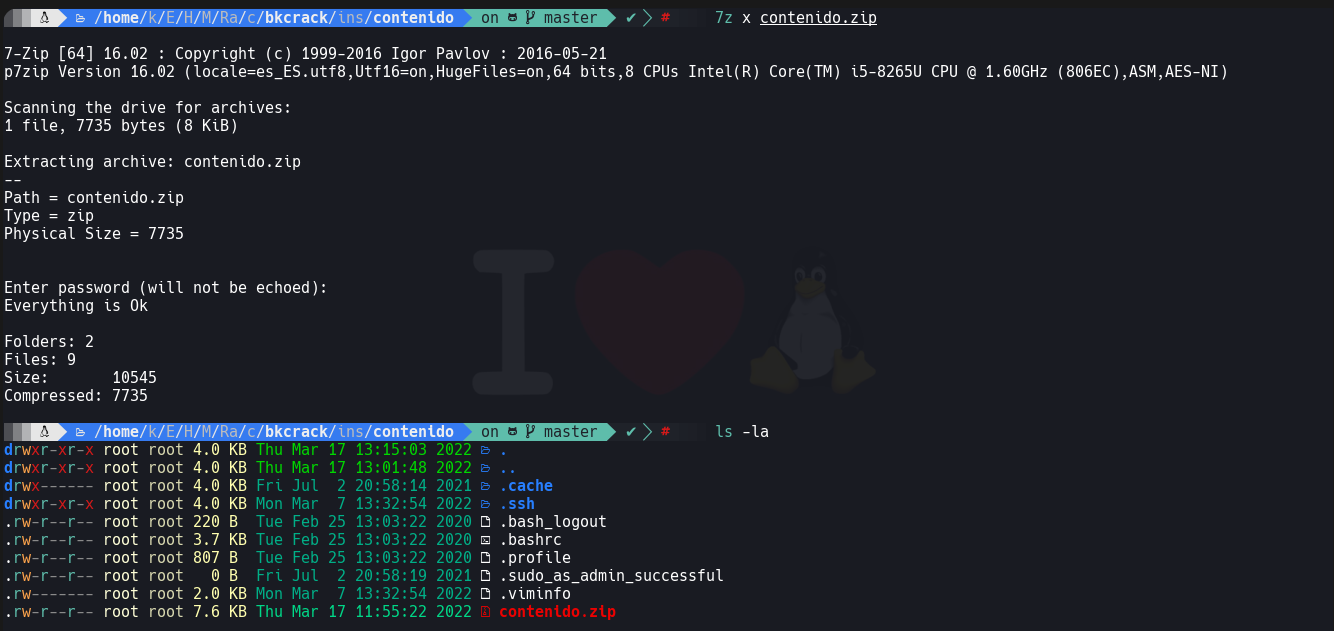 /home/k/E/H/M/Ra/c/bkcrack/ins/contenido on master ✔ # 7z x contenido.zip
7-Zip [64] 16.02 : Copyright (c) 1999-2016 Igor Pavlov : 2016-05-21
p7zip Version 16.02 (locale=es_ES.utf8,Utf16=on,HugeFiles=on,64 bits,8 CPUs Intel(R) Core(TM) i5-8265U CPU @ 1.60GHz (806EC),ASM,AES-NI)
Scanning the drive for archives:
1 file, 7735 bytes (8 KiB)
Extracting archive: contenido.zip
--
Path = contenido.zip
Type = zip
Physical Size = 7735
Enter password (will not be echoed):
Everything is Ok
Folders: 2
Files: 9
Size:       10545
Compressed: 7735
/home/k/E/H/M/Ra/c/bkcrack/ins/contenido on master ✔ # ls -la
drwxr-xr-x root root 4.0 KB Thu Mar 17 13:15:03 2022 .
drwxr-xr-x root root 4.0 KB Thu Mar 17 13:01:48 2022 ..
drwx------ root root 4.0 KB Fri Jul  2 20:58:14 2021 .cache
drwxr-xr-x root root 4.0 KB Mon Mar  7 13:32:54 2022 .ssh
.rw-r--r-- root root 220 B  Tue Feb 25 13:03:22 2020 .bash_logout
.rw-r--r-- root root 3.7 KB Tue Feb 25 13:03:22 2020 .bashrc
.rw-r--r-- root root 807 B  Tue Feb 25 13:03:22 2020 .profile
.rw-r--r-- root root   0 B  Fri Jul  2 20:58:19 2021 .sudo_as_admin_successful
.rw------- root root 2.0 KB Mon Mar  7 13:32:54 2022 .viminfo
.rw-r--r-- root root 7.6 KB Thu Mar 17 11:55:22 2022 contenido.zip
I